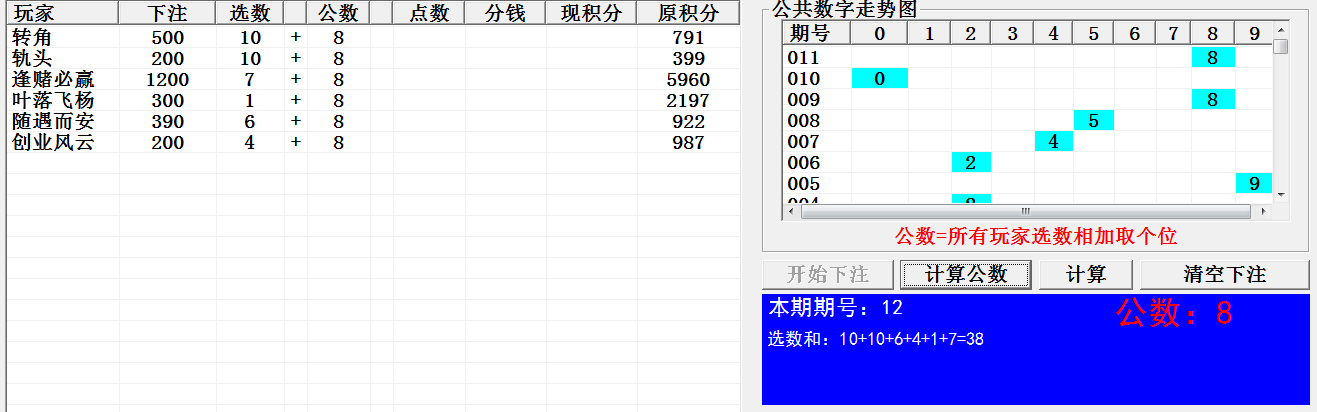 玩家 下注 选数 公数 点数 分钱 现积分 原积分
转角 500 10 + 8 791
轨头 200 10 + 8 399
逢赌必赢 1200 7 + 8 5960
叶落飞杨 300 1 + 8 2197
随遇而安 390 6 + 8 922
创业风云 200 4 + 8 987
公共数字走势图
期号 0 1 2 3 4 5 6 7 8 9
011 8
010 0
009 8
008 5
007 4
006 2
005 9
公数=所有玩家选数相加取个位
开始下注 计算公数 计算 清空下注
本期期号：12 公数：8
选数和：10+10+6+4+1+7=38